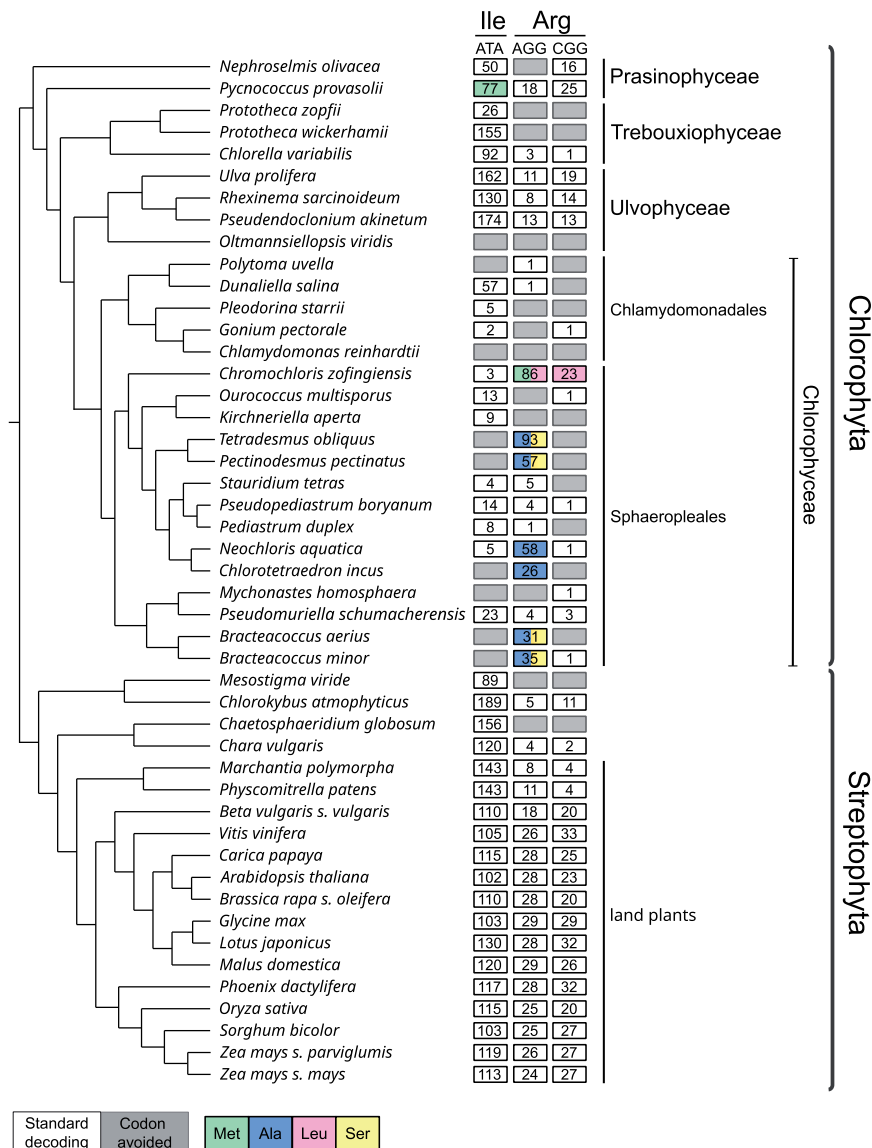 Ile Arg
ATA AGG CGG
Nephroselmis olivacea 50 16
Pycnococcus provasolii 77 18 25
Prasinophyceae
Prototheca zopfii 26
Prototheca wickerhamii 155
Chlorella variabilis 92 3 1
Trebouxiophyceae
Ulva prolifera 162 11 19
Rhexinema sarcinoideum 130 8 14
Pseudendoclonium akinetum 174 13 13
Oltmannsiellopsis viridis
Ulvophyceae
Polytoma uvella 1
Dunaliella salina 57 1
Pleodorina starrii 5
Gonium pectorale 2 1
Chlamydomonas reinhardtii
Chlamydomonadales
Chromochloris zofingiensis 3 86 23
Ourococcus multisporus 13 1
Kirchneriella aperta 9
Tetradesmus obliquus 93
Pectinodesmus pectinatus 57
Stauridium tetras 4 5
Pseudopediastrum boryanum 14 4 1
Pediastrum duplex 8 1
Neochloris aquatica 5 58 1
Chlorotetraedron incus 26
Mychonastes homosphaera 1
Pseudomuriella schumacherensis 23 4 3
Bracteacoccus aerius 31
Bracteacoccus minor 35 1
Sphaeropleales
Chlorophyceae
Chlorophyta
Mesostigma viride 89
Chlorokybus atmophyticus 189 5 11
Chaetosphaeridium globosum 156
Chara vulgaris 120 4 2
Marchantia polymorpha 143 8 4
Physcomitrella patens 143 11 4
Beta vulgaris s. vulgaris 110 18 20
Vitis vinifera 105 26 33
Carica papaya 115 28 25
Arabidopsis thaliana 102 28 23
Brassica rapa s. oleifera 110 28 20
Glycine max 103 29 29
Lotus japonicus 130 28 32
Malus domestica 120 29 26
Phoenix dactylifera 117 28 32
Oryza sativa 115 25 20
Sorghum bicolor 103 25 27
Zea mays s. parviglumis 119 26 27
Zea mays s. mays 113 24 27
land plants
Streptophyta
Standard decoding
Codon avoided
Met Ala Leu Ser